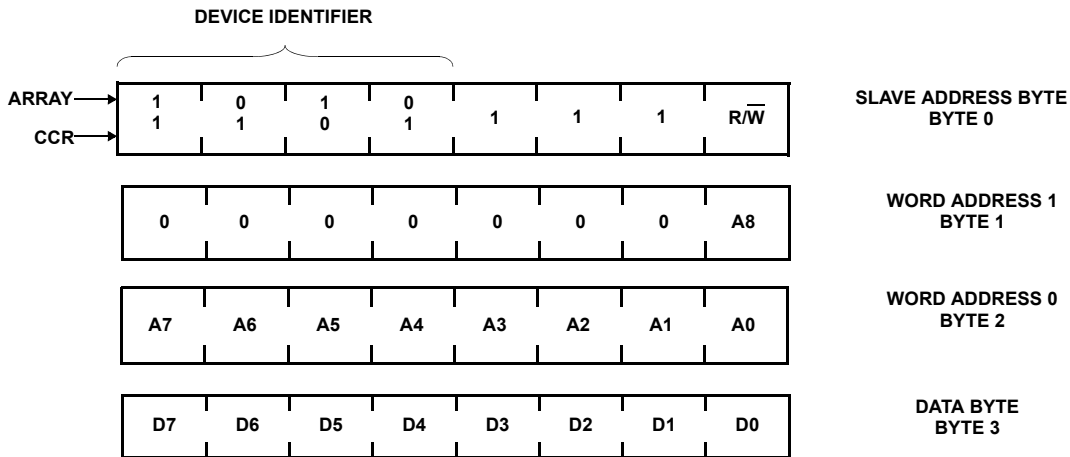 DEVICE IDENTIFIER
ARRAY 1 0 1 0
CCR 1 1 0 1 1 1 1 R/W̅
SLAVE ADDRESS BYTE
BYTE 0
0 0 0 0 0 0 0 A8
WORD ADDRESS 1
BYTE 1
A7 A6 A5 A4 A3 A2 A1 A0
WORD ADDRESS 0
BYTE 2
D7 D6 D5 D4 D3 D2 D1 D0
DATA BYTE
BYTE 3